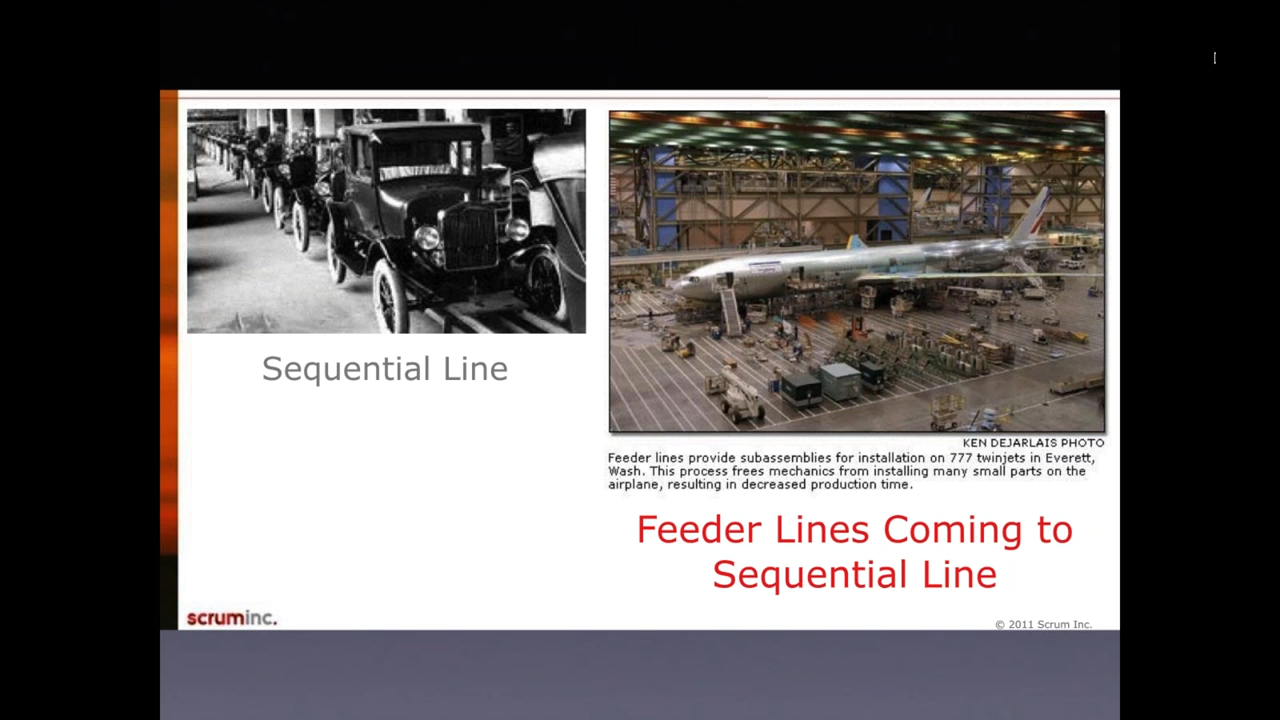 Sequential Line
KEN DEJARLAIS PHOTO
Feeder lines provide subassemblies for installation on 777 twinjets in Everett,
Wash. This process frees mechanics from installing many small parts on the
airplane, resulting in decreased production time.
Feeder Lines Coming to
Sequential Line
scruminc.
© 2011 Scrum Inc.